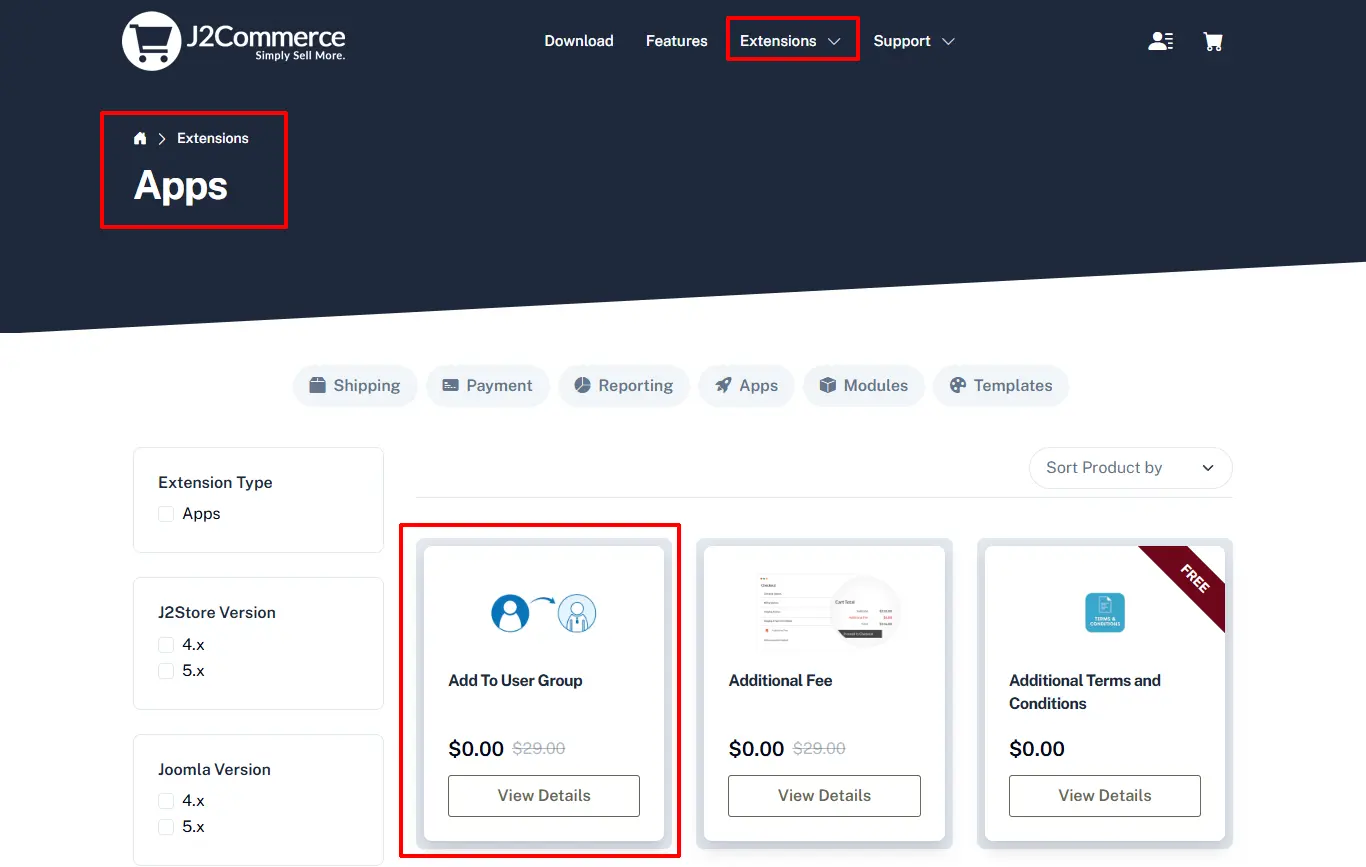 J2Commerce
Simply Sell More.
Download
Features
Extensions
Support
Extensions
Apps
Shipping
Payment
Reporting
Apps
Modules
Templates
Extension Type
Apps
J2Store Version
4.x
5.x
Joomla Version
4.x
5.x
Sort Product by
Add To User Group
$0.00 $29.00
View Details
Checkout
Cart Total
Additional Fee
$0.00 $29.00
View Details
FREE
TERMS &
CONDITIONS
Additional Terms and
Conditions
$0.00
View Details